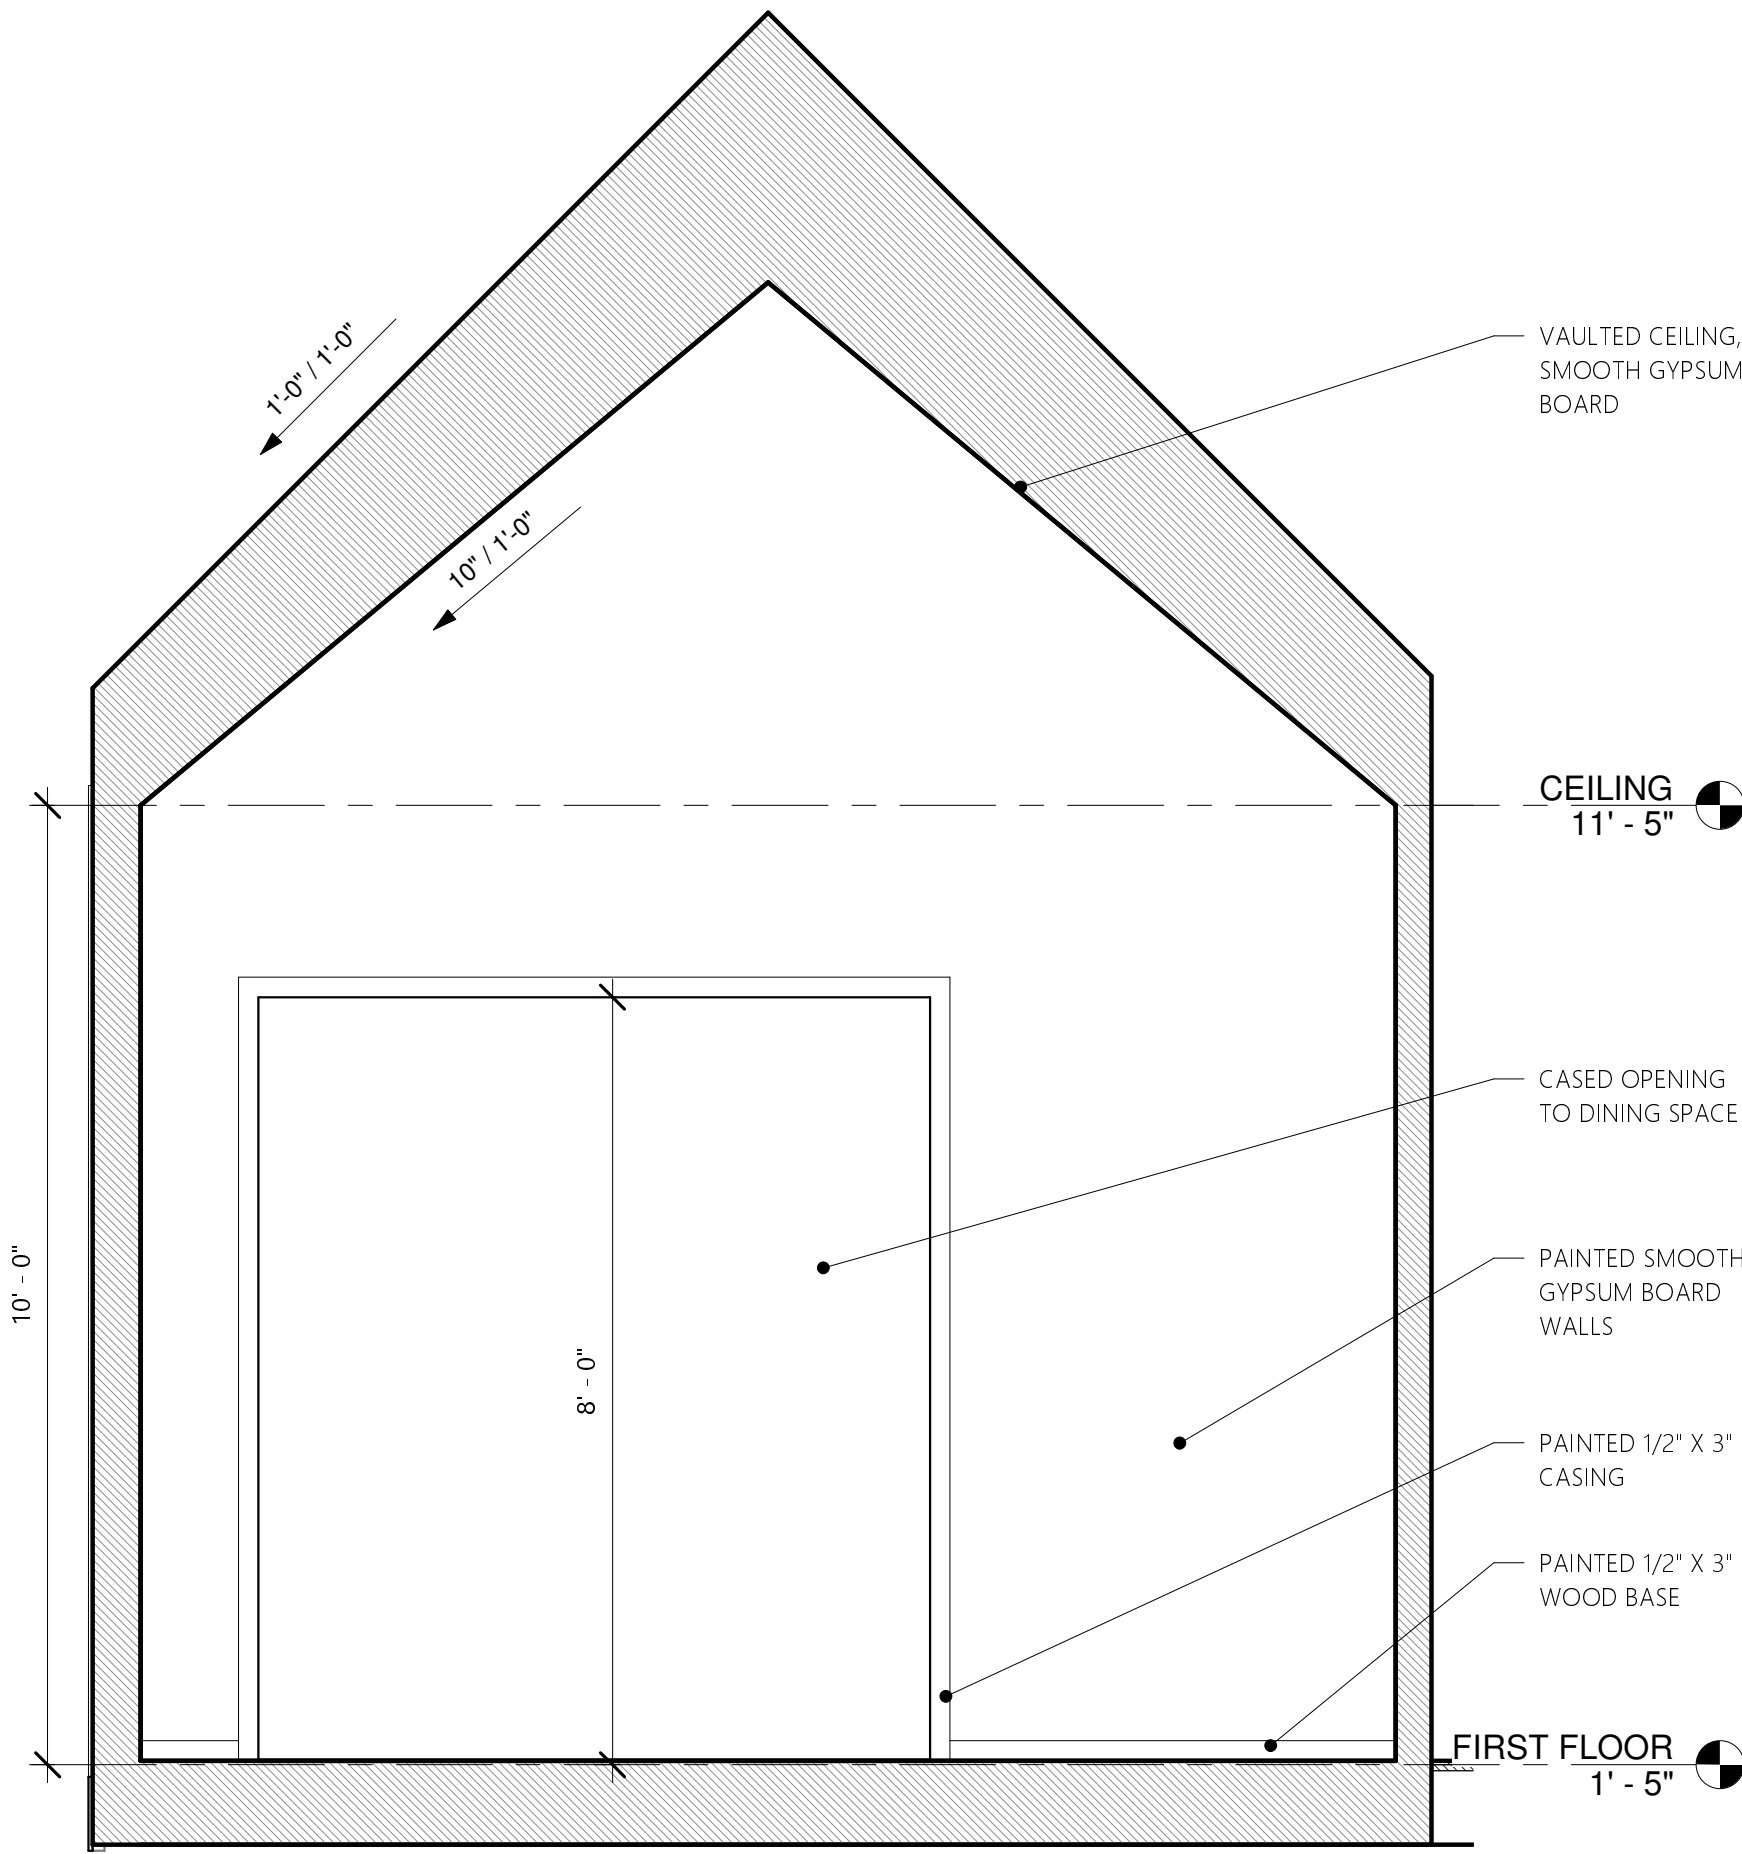 1'-0" / 1'-0"
10" / 1'-0"
VAULTED CEILING,
SMOOTH GYPSUM
BOARD
CEILING
11' - 5"
CASED OPENING
TO DINING SPACE
10' - 0"
8' - 0"
PAINTED SMOOTH
GYPSUM BOARD
WALLS
PAINTED 1/2" X 3"
CASING
PAINTED 1/2" X 3"
WOOD BASE
FIRST FLOOR
1' - 5"